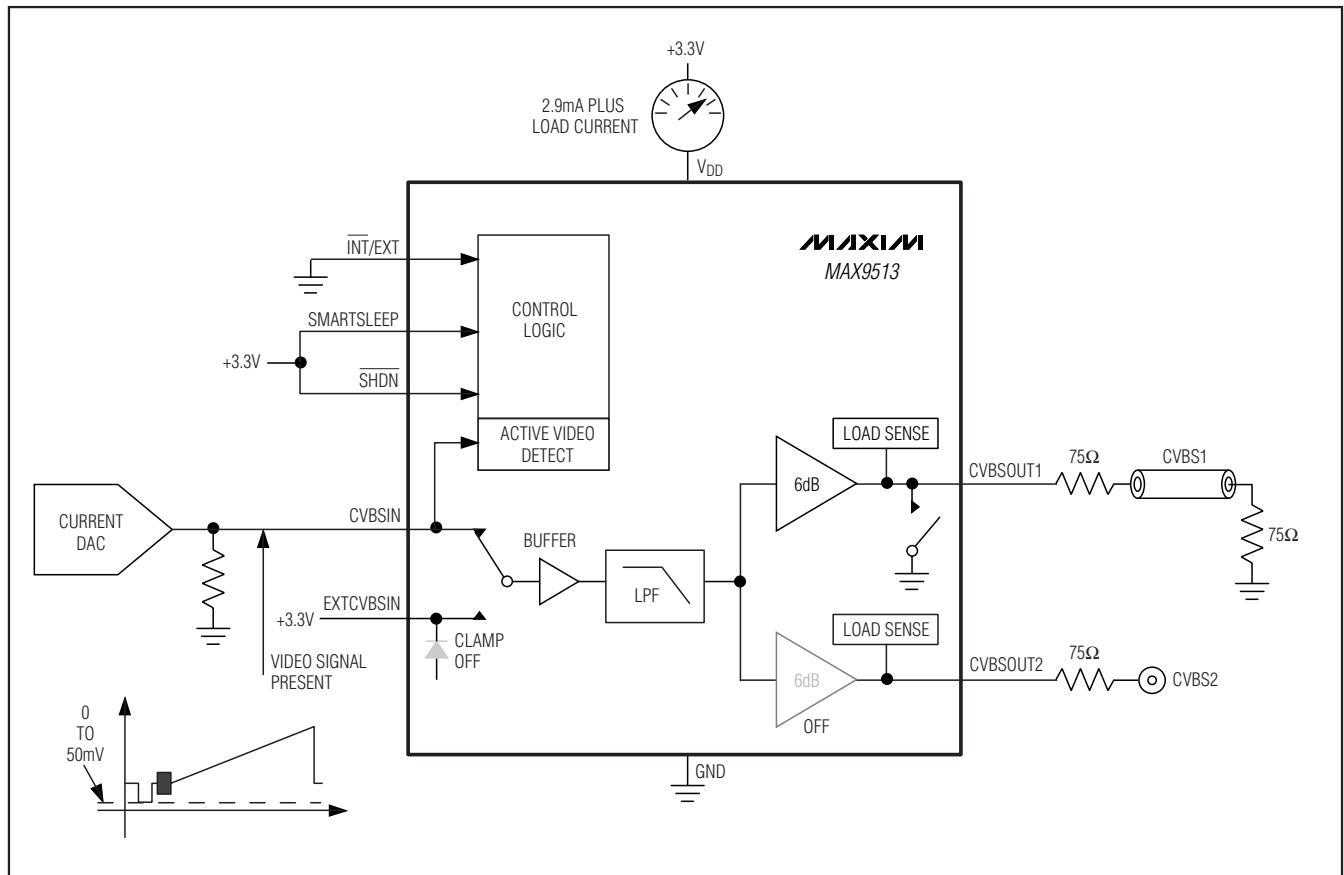 +3.3V
2.9mA PLUS
LOAD CURRENT
VDD
INT/EXT
SMARTSLEEP
+3.3V
SHDN
CONTROL
LOGIC
ACTIVE VIDEO
DETECT
MAXIM
MAX9513
CURRENT
DAC
CVBSIN
BUFFER
LPF
EXTCVBSIN
+3.3V
CLAMP
OFF
VIDEO SIGNAL
PRESENT
6dB
LOAD SENSE
CVBSOUT1
75Ω
CVBS1
75Ω
6dB
OFF
LOAD SENSE
CVBSOUT2
75Ω
CVBS2
0
TO
50mV
GND